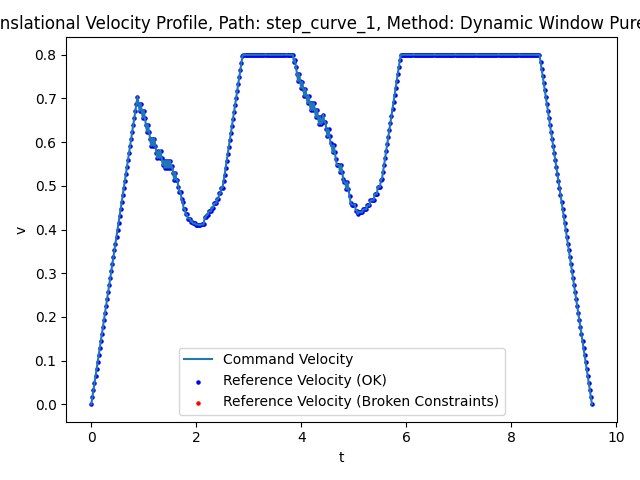 nslational Velocity Profile, Path: step_curve_1, Method: Dynamic Window Pure
0.8
0.7
0.6
0.5
v
0.4
0.3
0.2
0.1
0.0
Command Velocity
Reference Velocity (OK)
Reference Velocity (Broken Constraints)
0 2 4 6 8 10
t